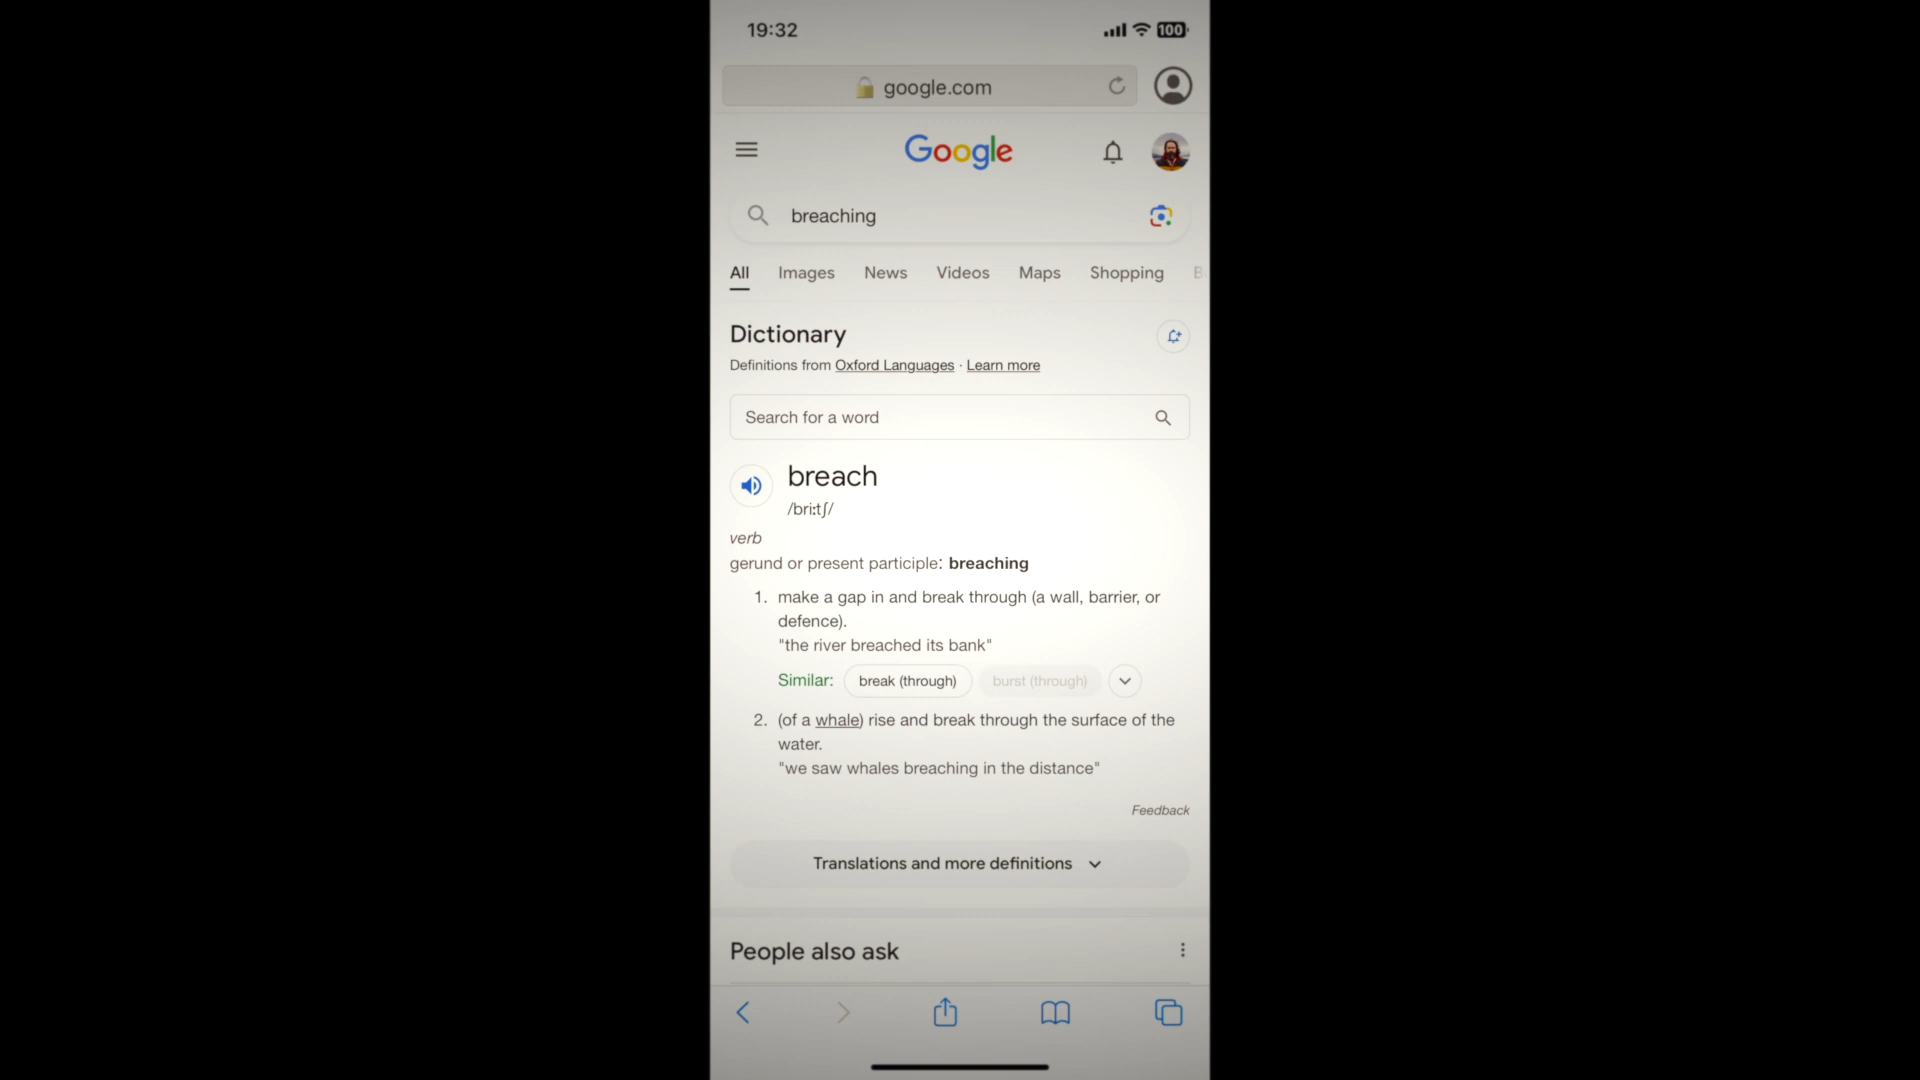 19:32
100
google.com
Google
breaching
All Images News Videos Maps Shopping
Dictionary
Definitions from Oxford Languages · Learn more
Search for a word
breach
/briːtʃ/
verb
gerund or present participle: breaching
1. make a gap in and break through (a wall, barrier, or
defence).
"the river breached its bank"
Similar: break (through) burst (through)
2. (of a whale) rise and break through the surface of the
water.
"we saw whales breaching in the distance"
Feedback
Translations and more definitions
People also ask